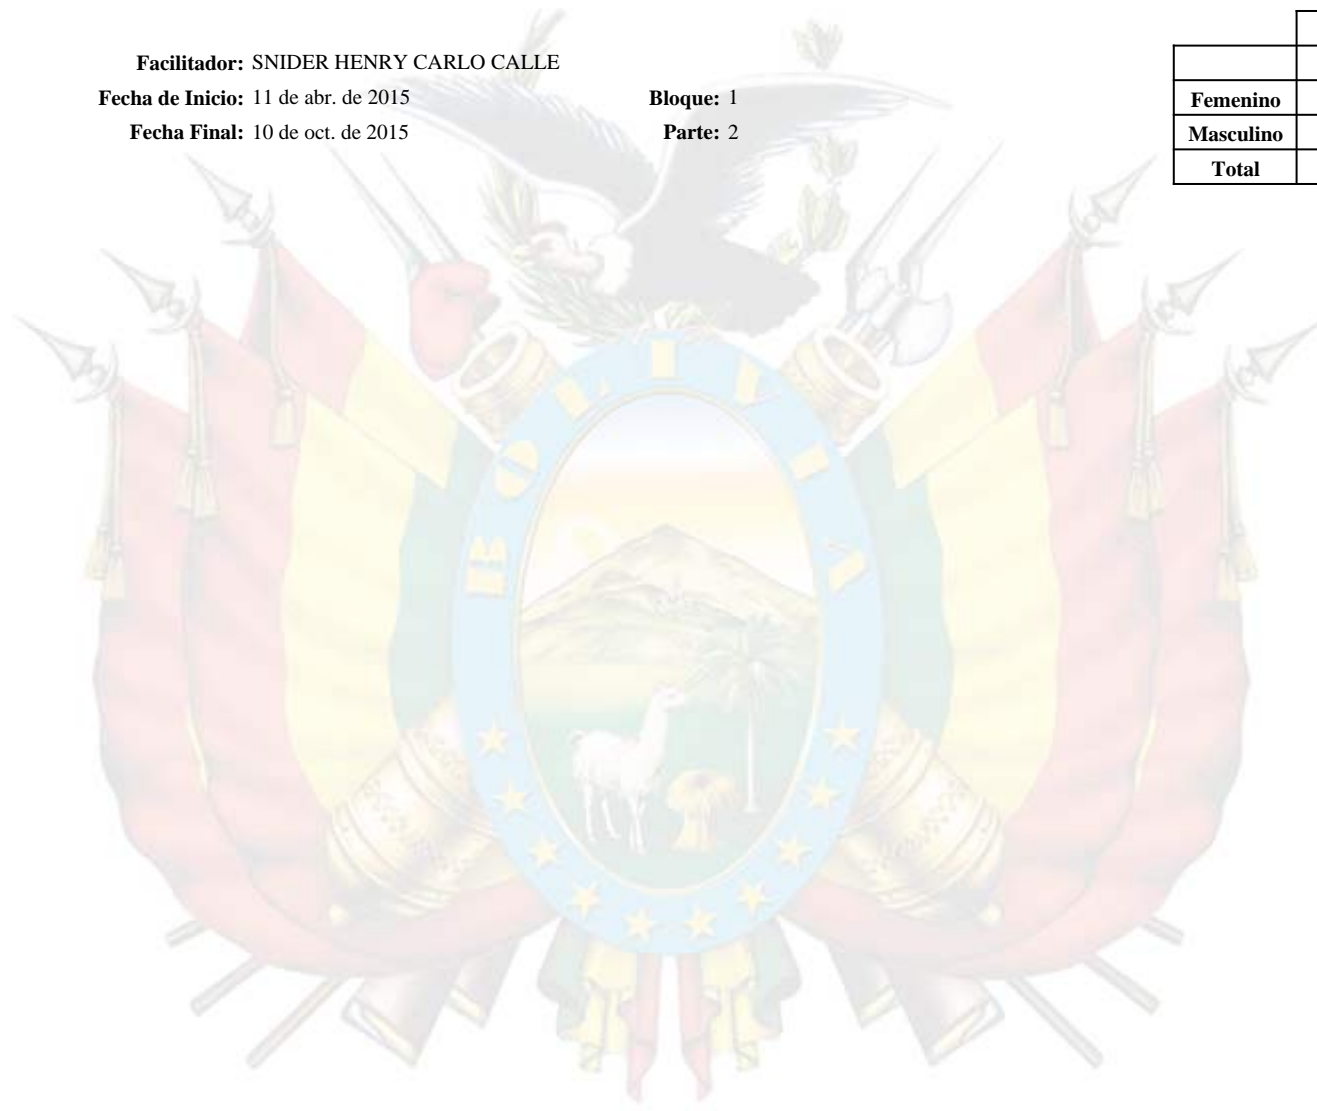 Facilitador: SNIDER HENRY CARLO CALLE
Fecha de Inicio: 11 de abr. de 2015 Bloque: 1
Fecha Final: 10 de oct. de 2015 Parte: 2
Femenino
Masculino
Total
BOLIVIA